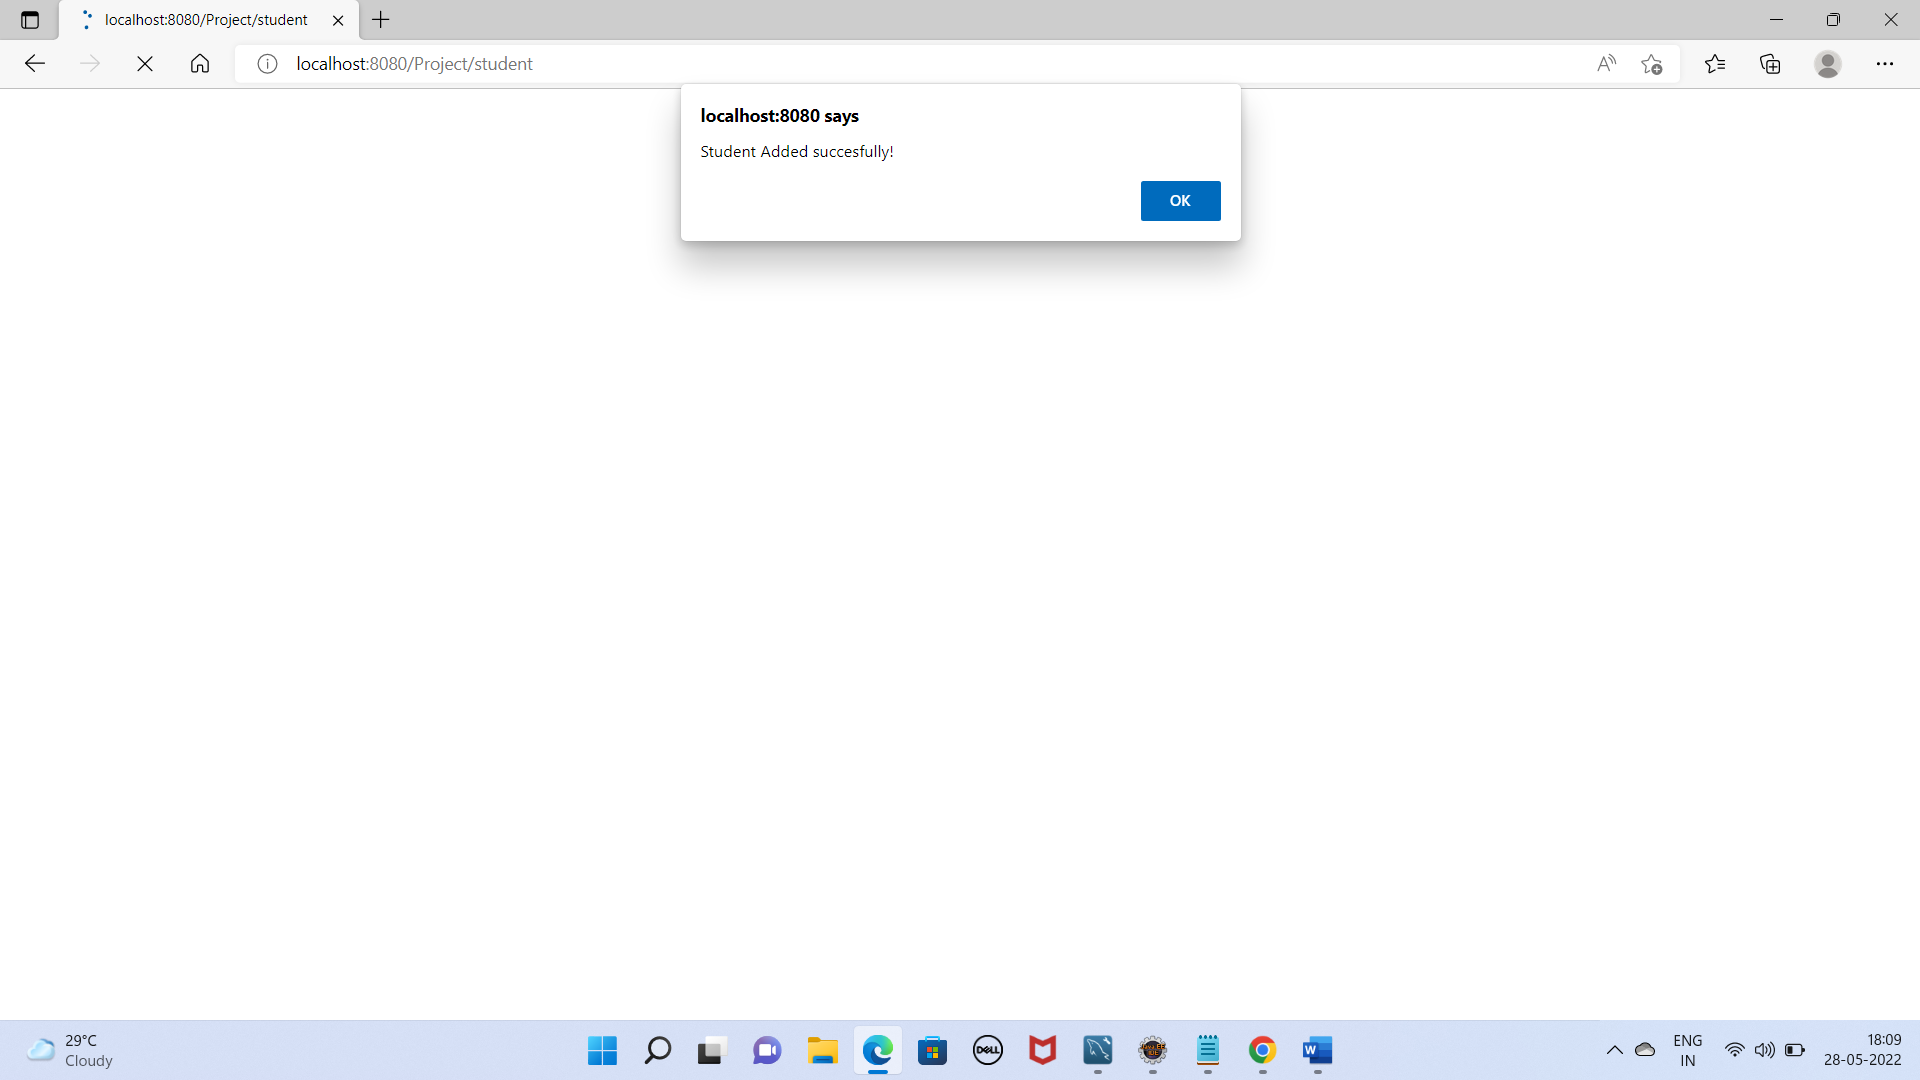 localhost:8080/Project/student
localhost:8080/Project/student
localhost:8080 says
Student Added succesfully!
OK
29°C
Cloudy
DELL
W
ENG
IN
18:09
28-05-2022